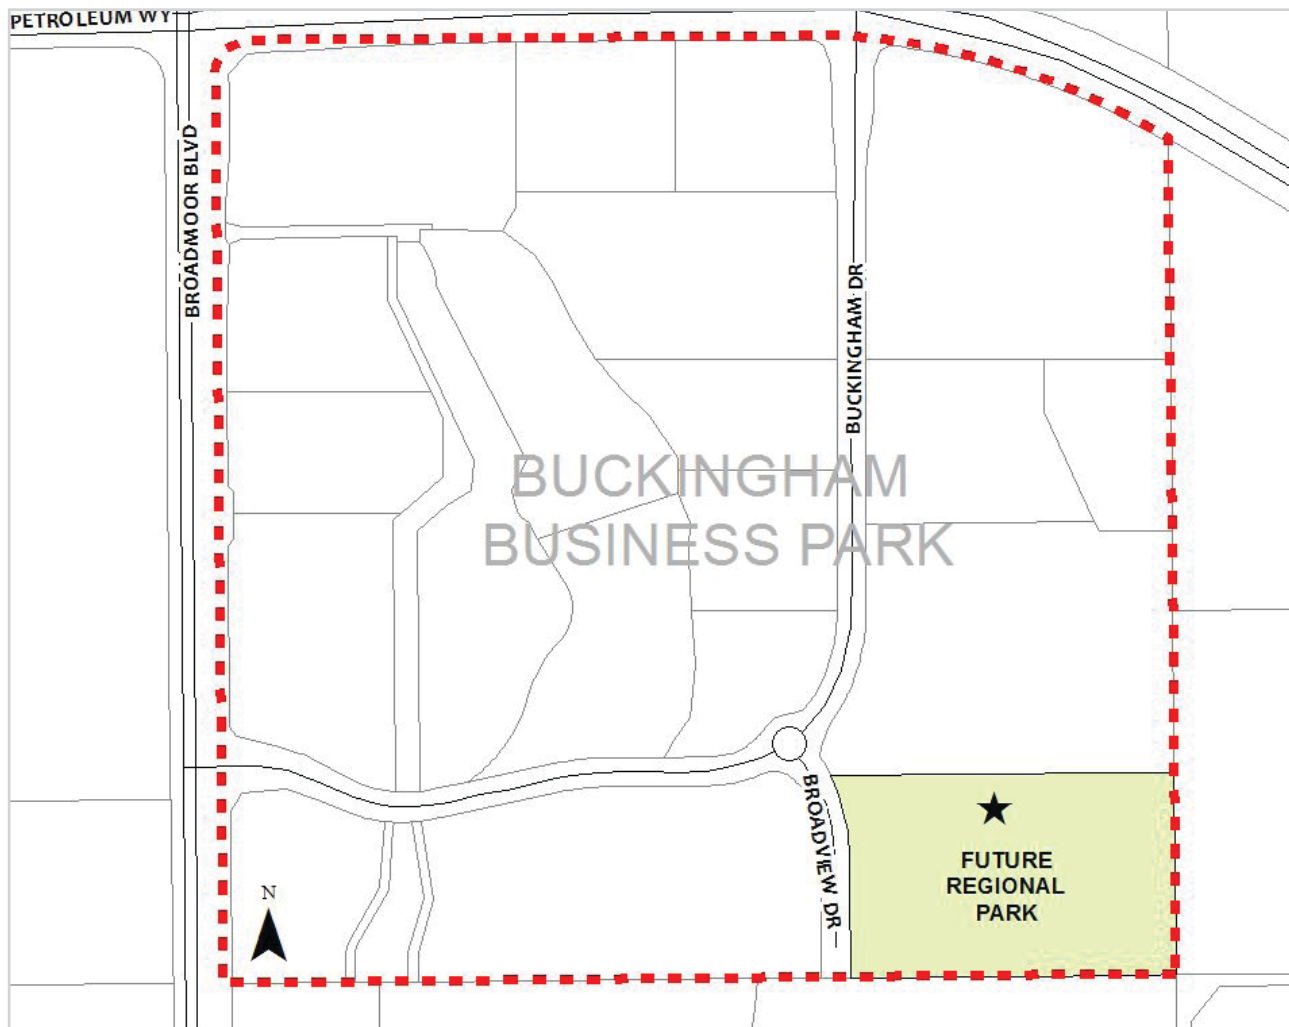 PETROLEUM WY
BROADMOOR BLVD
BUCKINGHAM DR
BUCKINGHAM
BUSINESS PARK
BROADVIEW DR
FUTURE
REGIONAL
PARK
N